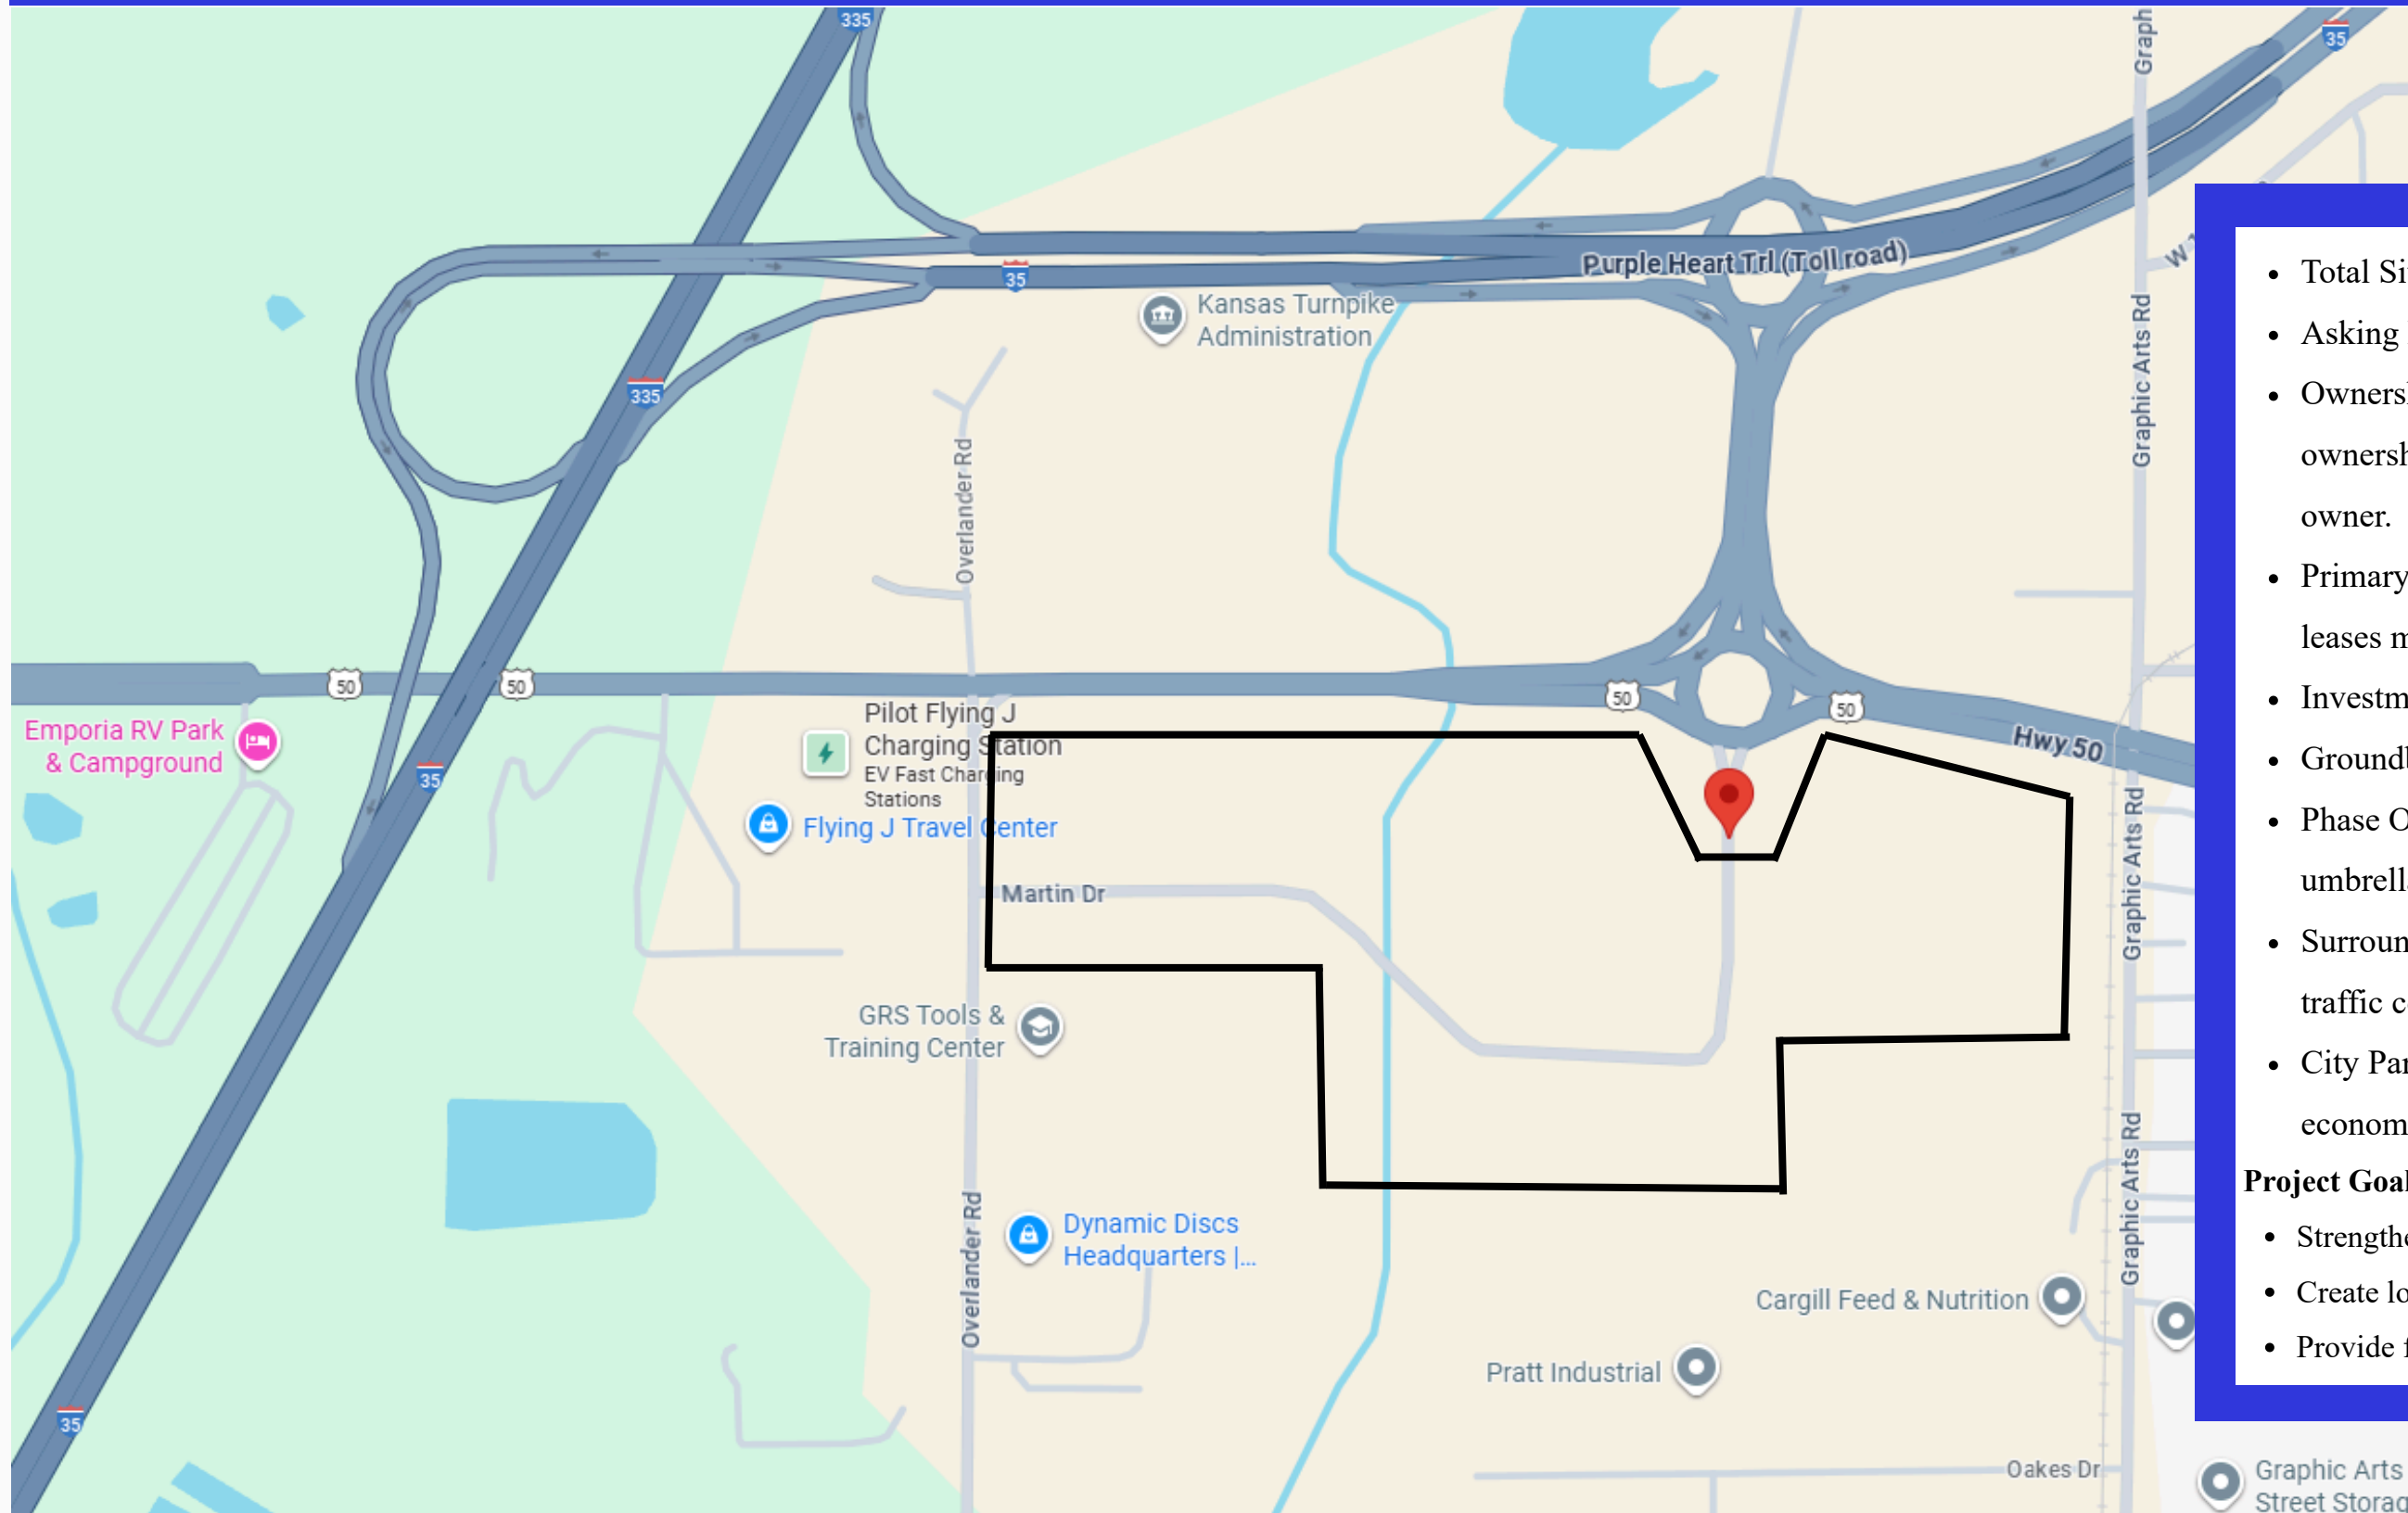 335
Graph
35
Purple Heart Trl (Toll road)
35
Kansas Turnpike
Administration
Graphic Arts Rd
335
Overlander Rd
50
50
50
50
Hwy 50
Emporia RV Park
& Campground
35
Pilot Flying J
Charging Station
EV Fast Charging
Stations
Flying J Travel Center
Martin Dr
Graphic Arts Rd
GRS Tools &
Training Center
Overlander Rd
Dynamic Discs
Headquarters |...
Graphic Arts Rd
Cargill Feed & Nutrition
Pratt Industrial
35
Oakes Dr
Graphic Arts
Street Storag
• Total Si
• Asking
• Owners
ownersh
owner.
• Primary
leases m
• Investm
• Ground
• Phase O
umbrell
• Surroun
traffic c
• City Par
econom
Project Goal
• Strengthe
• Create lo
• Provide f